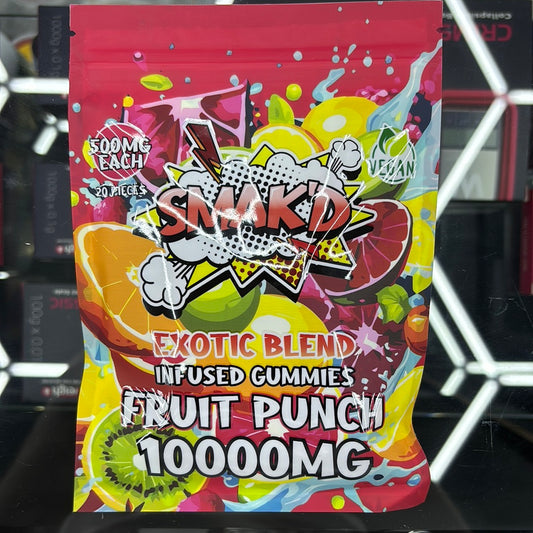 500MG
EACH
20 PIECES
VEGAN
SMAK'D
EXOTIC BLEND
INFUSED GUMMIES
FRUIT PUNCH
10000MG